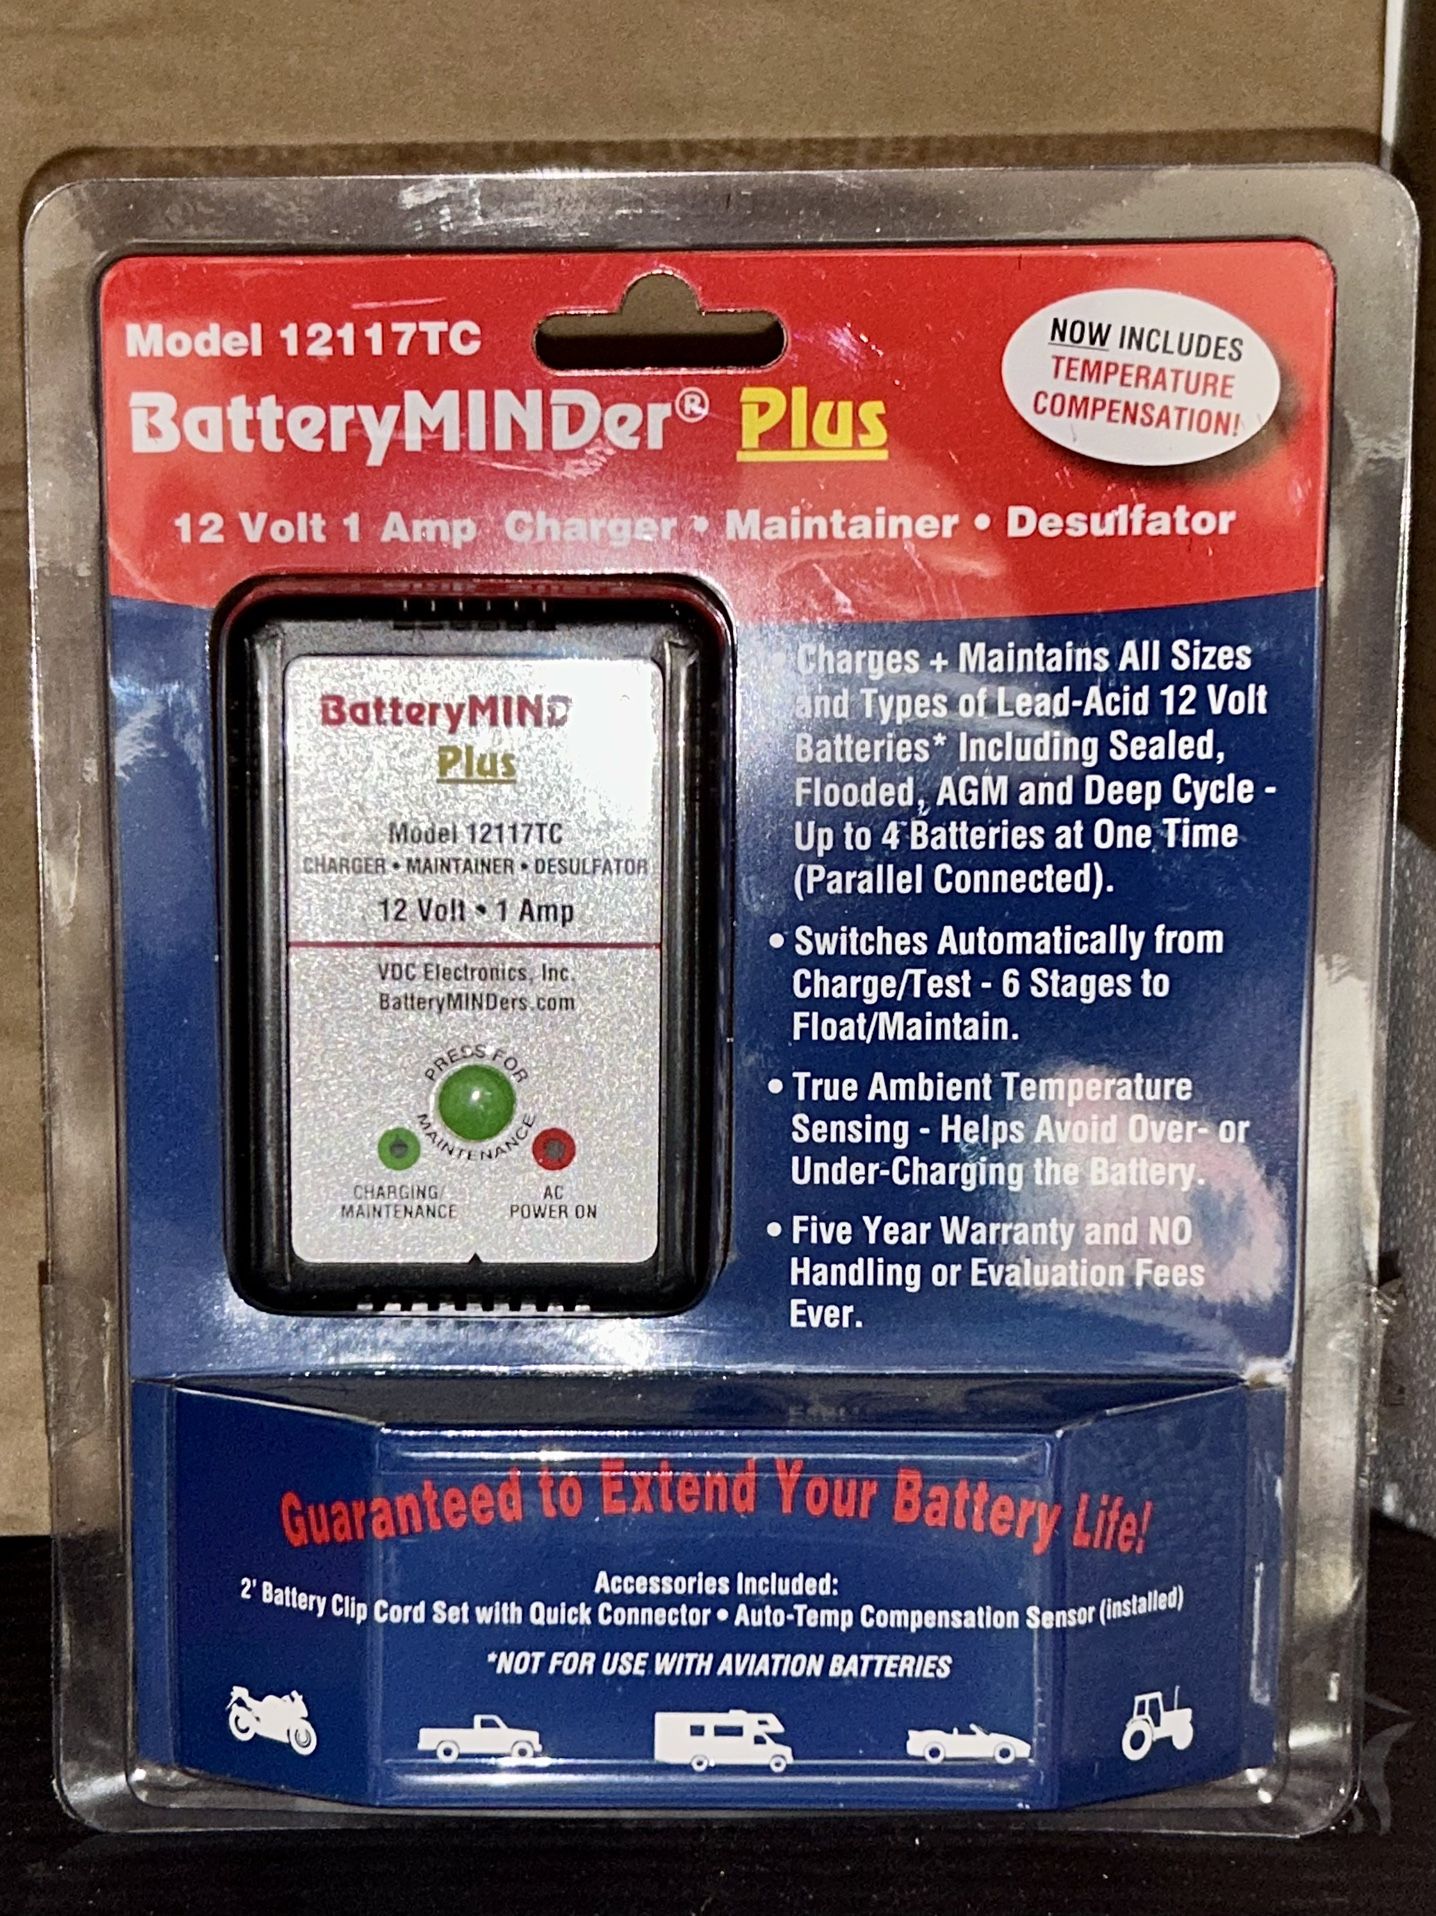 Model 12117TC
BatteryMINDer® Plus
NOW INCLUDES
TEMPERATURE
COMPENSATION!
12 Volt 1 Amp Charger • Maintainer • Desulfator
BatteryMIND
Plus
Model 12117TC
CHARGER • MAINTAINER • DESULFATOR
12 Volt • 1 Amp
VDC Electronics, Inc.
BatteryMINDers.com
PRESS FOR
MAINTENANCE
CHARGING/
MAINTENANCE
AC
POWER ON
• Charges + Maintains All Sizes
and Types of Lead-Acid 12 Volt
Batteries* Including Sealed,
Flooded, AGM and Deep Cycle -
Up to 4 Batteries at One Time
(Parallel Connected).
• Switches Automatically from
Charge/Test - 6 Stages to
Float/Maintain.
• True Ambient Temperature
Sensing - Helps Avoid Over- or
Under-Charging the Battery.
• Five Year Warranty and NO
Handling or Evaluation Fees
Ever.
Guaranteed to Extend Your Battery Life!
Accessories Included:
2' Battery Clip Cord Set with Quick Connector • Auto-Temp Compensation Sensor (installed)
*NOT FOR USE WITH AVIATION BATTERIES